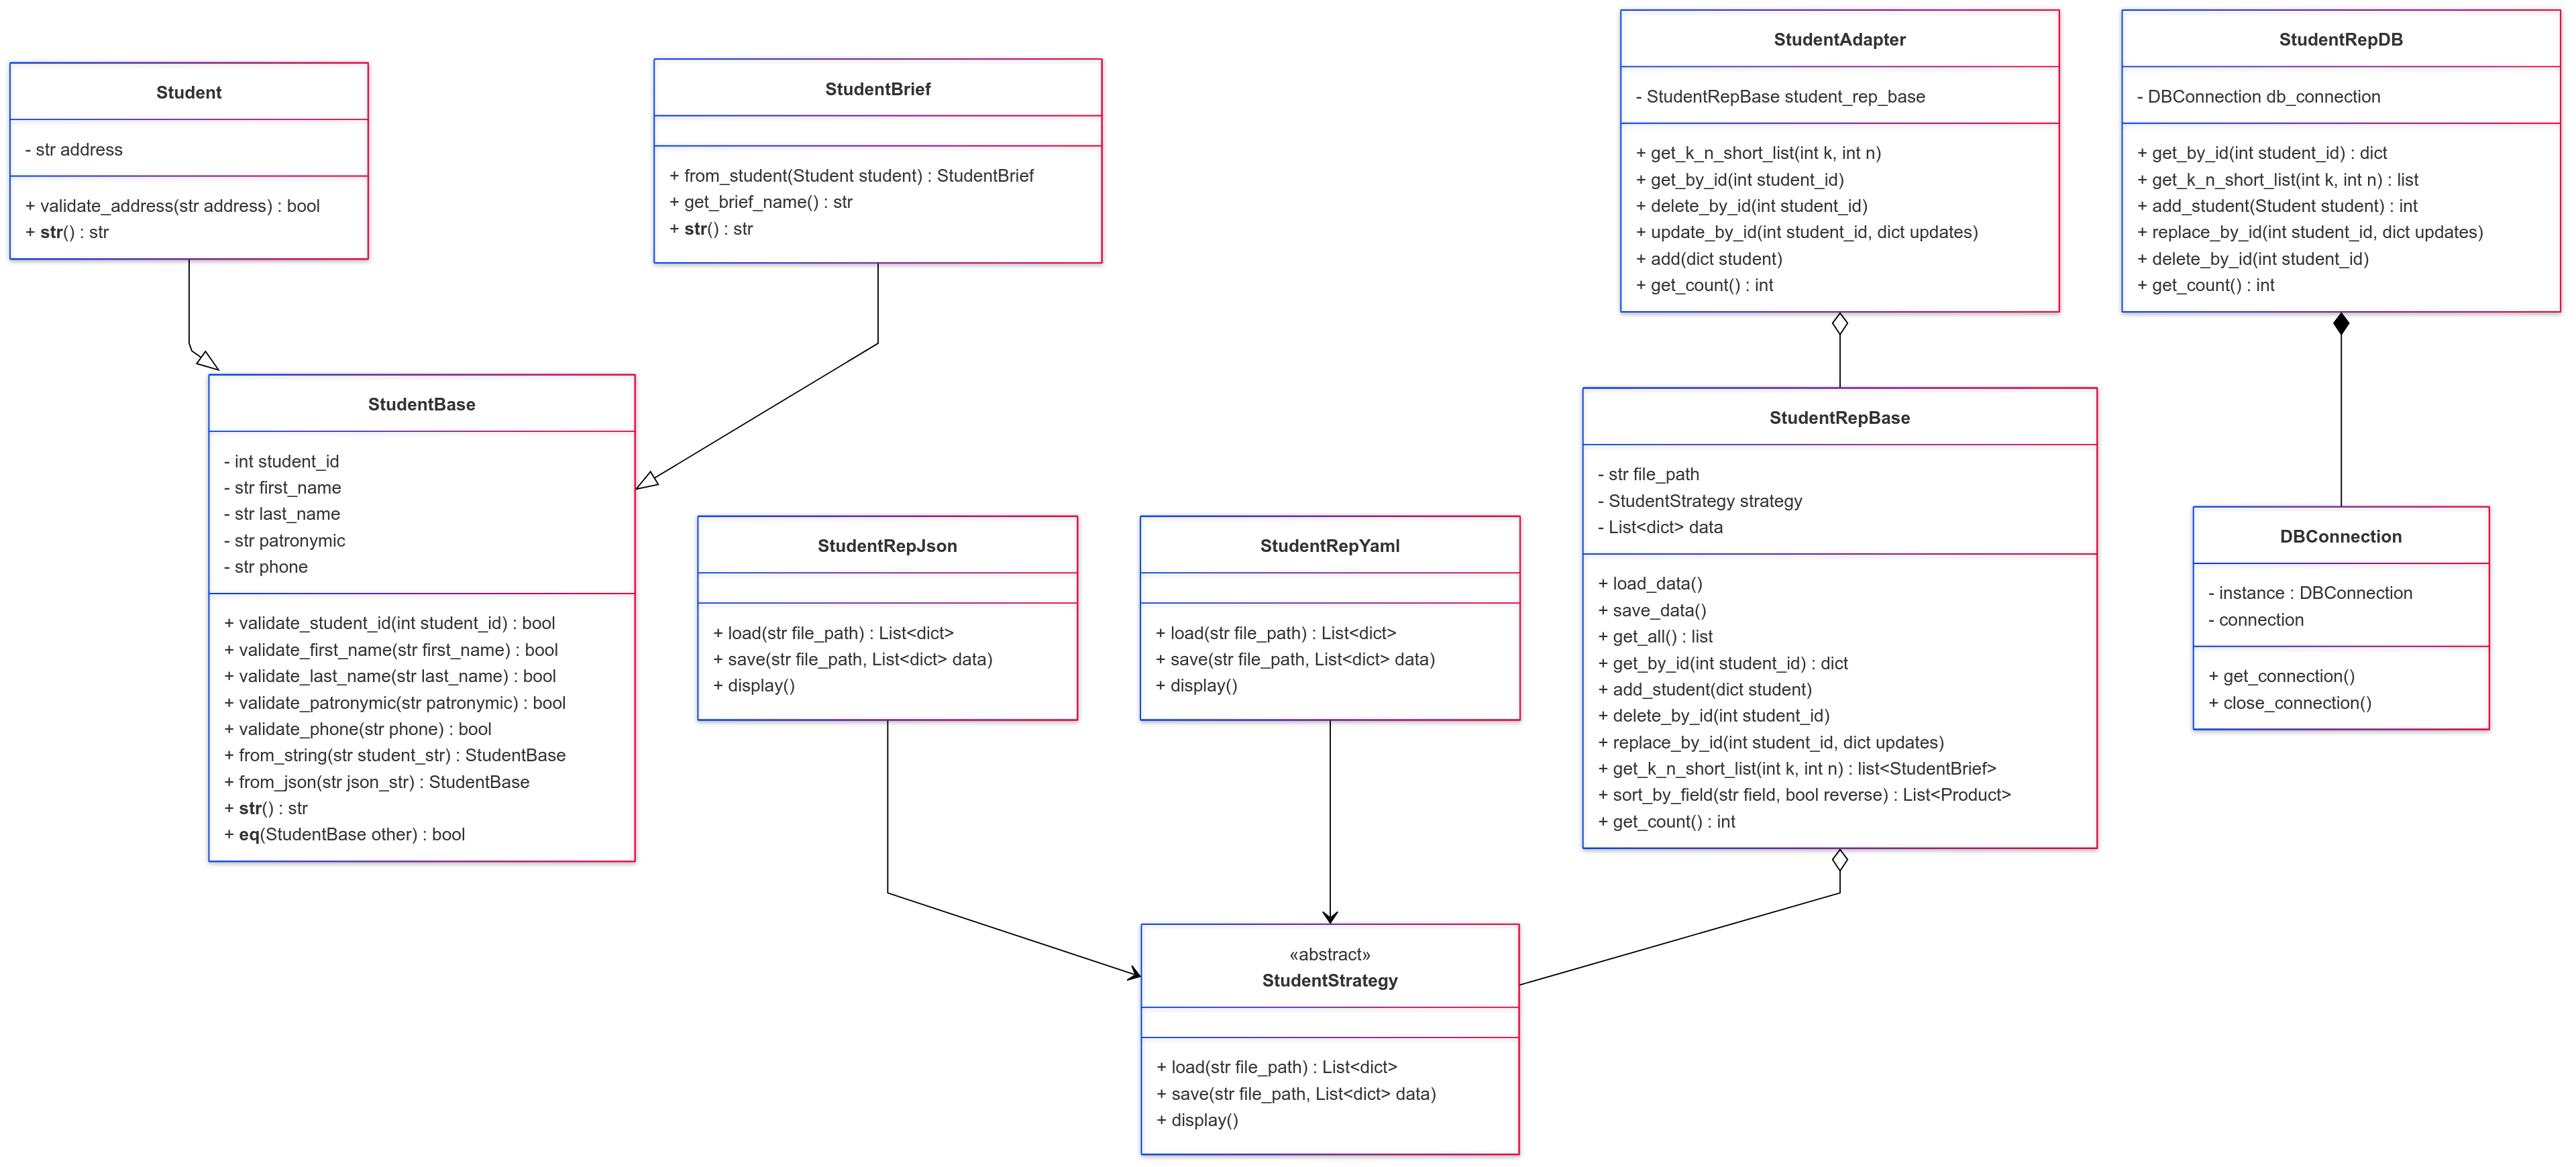 Student
- str address
+ validate_address(str address) : bool
+ str() : str
StudentBrief
+ from_student(Student student) : StudentBrief
+ get_brief_name() : str
+ str() : str
StudentAdapter
- StudentRepBase student_rep_base
+ get_k_n_short_list(int k, int n)
+ get_by_id(int student_id)
+ delete_by_id(int student_id)
+ update_by_id(int student_id, dict updates)
+ add(dict student)
+ get_count() : int
StudentRepDB
- DBConnection db_connection
+ get_by_id(int student_id) : dict
+ get_k_n_short_list(int k, int n) : list
+ add_student(Student student) : int
+ replace_by_id(int student_id, dict updates)
+ delete_by_id(int student_id)
+ get_count() : int
StudentBase
- int student_id
- str first_name
- str last_name
- str patronymic
- str phone
+ validate_student_id(int student_id) : bool
+ validate_first_name(str first_name) : bool
+ validate_last_name(str last_name) : bool
+ validate_patronymic(str patronymic) : bool
+ validate_phone(str phone) : bool
+ from_string(str student_str) : StudentBase
+ from_json(str json_str) : StudentBase
+ str() : str
+ eq(StudentBase other) : bool
StudentRepJson
+ load(str file_path) : List<dict>
+ save(str file_path, List<dict> data)
+ display()
StudentRepYaml
+ load(str file_path) : List<dict>
+ save(str file_path, List<dict> data)
+ display()
StudentRepBase
- str file_path
- StudentStrategy strategy
- List<dict> data
+ load_data()
+ save_data()
+ get_all() : list
+ get_by_id(int student_id) : dict
+ add_student(dict student)
+ delete_by_id(int student_id)
+ replace_by_id(int student_id, dict updates)
+ get_k_n_short_list(int k, int n) : list<StudentBrief>
+ sort_by_field(str field, bool reverse) : List<Product>
+ get_count() : int
DBConnection
- instance : DBConnection
- connection
+ get_connection()
+ close_connection()
«abstract»
StudentStrategy
+ load(str file_path) : List<dict>
+ save(str file_path, List<dict> data)
+ display()